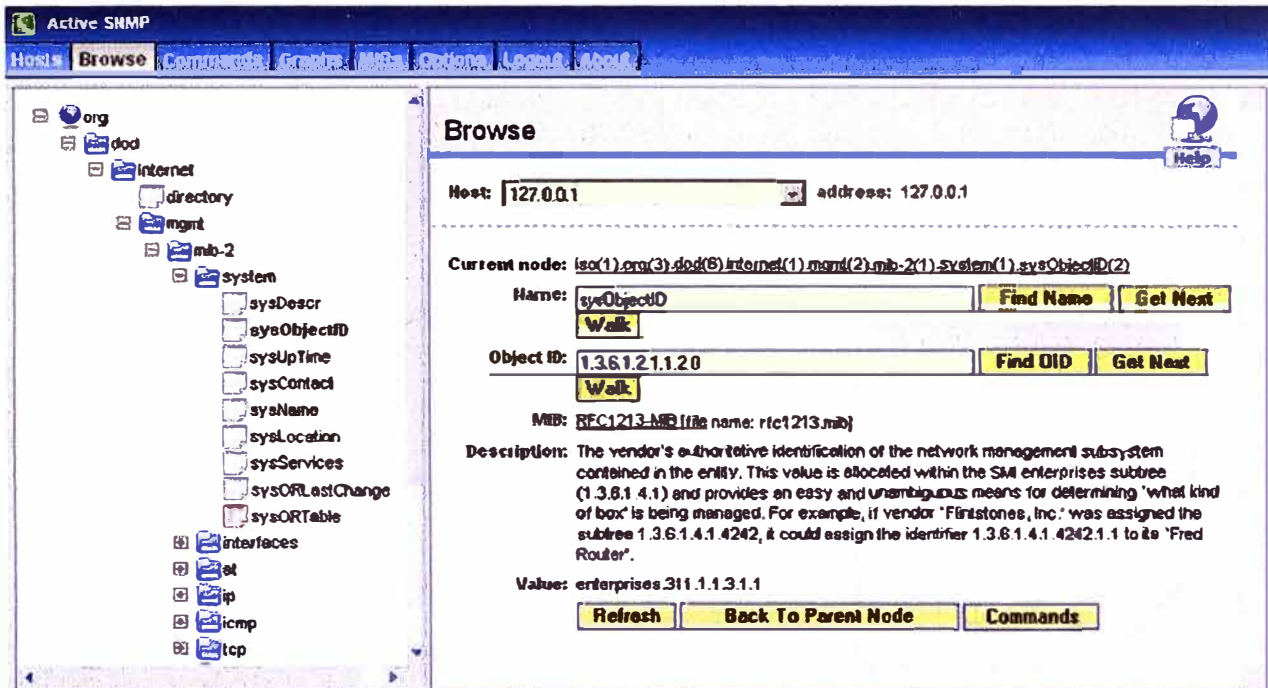 Active SNMP
Hosts Browse Commands Graphs MIBs Options Logout About
org
dod
internet
directory
mgmt
mib-2
system
sysDescr
sysObjectID
sysUpTime
sysContact
sysName
sysLocation
sysServices
sysORLastChange
sysORTable
interfaces
at
ip
icmp
tcp
Browse
Help
Host: 127.0.0.1 address: 127.0.0.1
Current node: iso(1).org(3).dod(6).internet(1).mgmt(2).mib-2(1).system(1).sysObjectID(2)
Name: sysObjectID Find Name Get Next
Walk
Object ID: 1.3.6.1.2.1.1.2.0 Find OID Get Next
Walk
MIB: RFC1213-MIB [file name: rfc1213.mib]
Description: The vendor's authoritative identification of the network management subsystem
contained in the entity. This value is allocated within the SMI enterprises subtree
(1.3.6.1.4.1) and provides an easy and unambiguous means for determining 'what kind
of box' is being managed. For example, if vendor 'Flintstones, Inc.' was assigned the
subtree 1.3.6.1.4.1.4242, it could assign the identifier 1.3.6.1.4.1.4242.1.1 to its 'Fred
Router'.
Value: enterprises.311.1.1.3.1.1
Refresh Back To Parent Node Commands